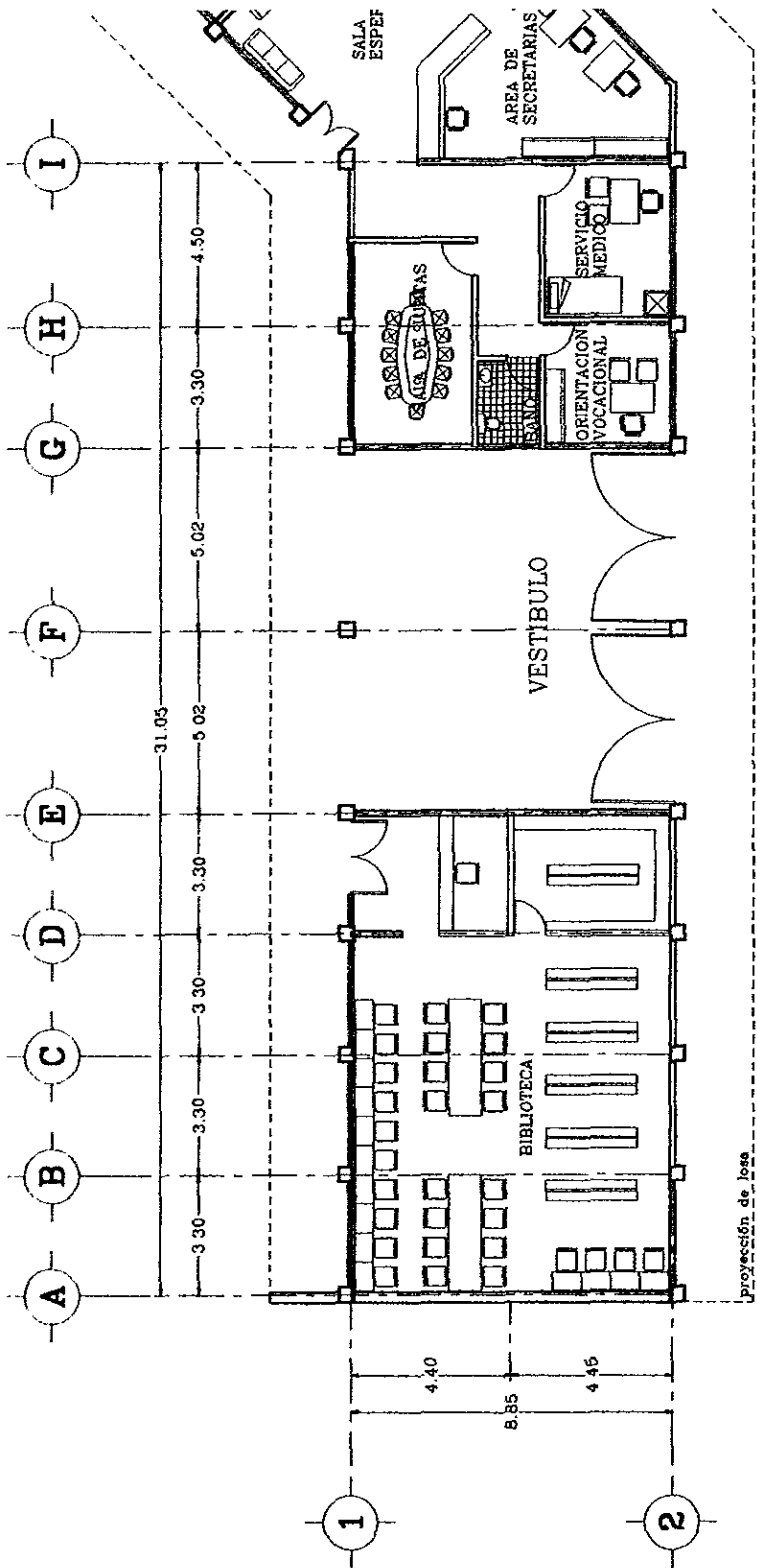 A
B
C
D
E
F
G
H
I
31.05
3 30
3.30
3 30
3.30
5 02
5.02
3.30
4.50
1
2
4.40
4 45
8.85
BIBLIOTECA
VESTIBULO
BAÑO
ORIENTACION
VOCACIONAL
SERVICIO
MEDICO
DE JUNTAS
AREA DE
SECRETARIAS
SALA
ESPER
proyección de losa